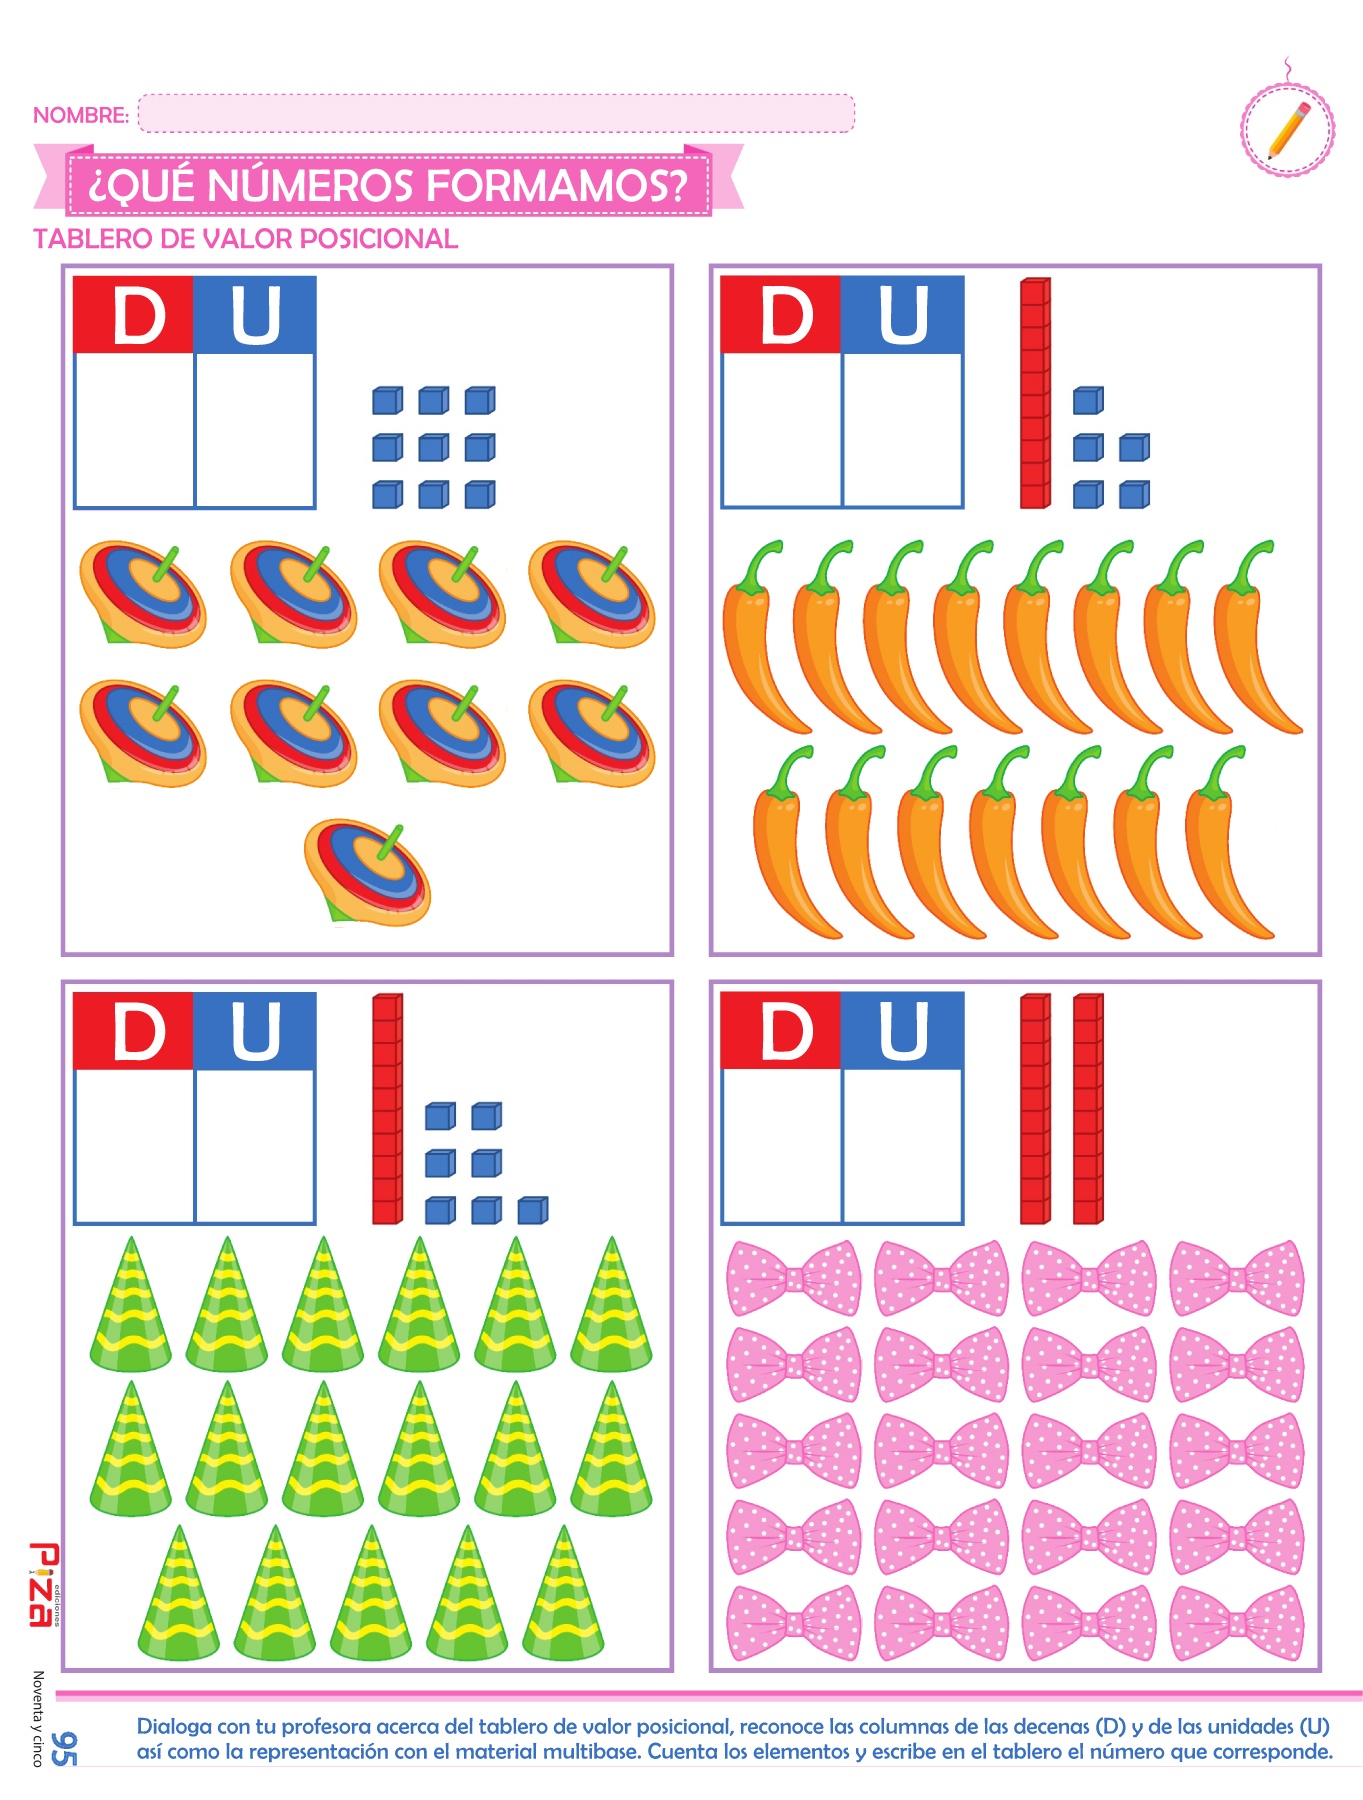 NOMBRE:
¿QUÉ NÚMEROS FORMAMOS?
TABLERO DE VALOR POSICIONAL
D U
D U
D U
D U
Piza
ediciones
Noventa y cinco
95
Dialoga con tu profesora acerca del tablero de valor posicional, reconoce las columnas de las decenas (D) y de las unidades (U)
así como la representación con el material multibase. Cuenta los elementos y escribe en el tablero el número que corresponde.